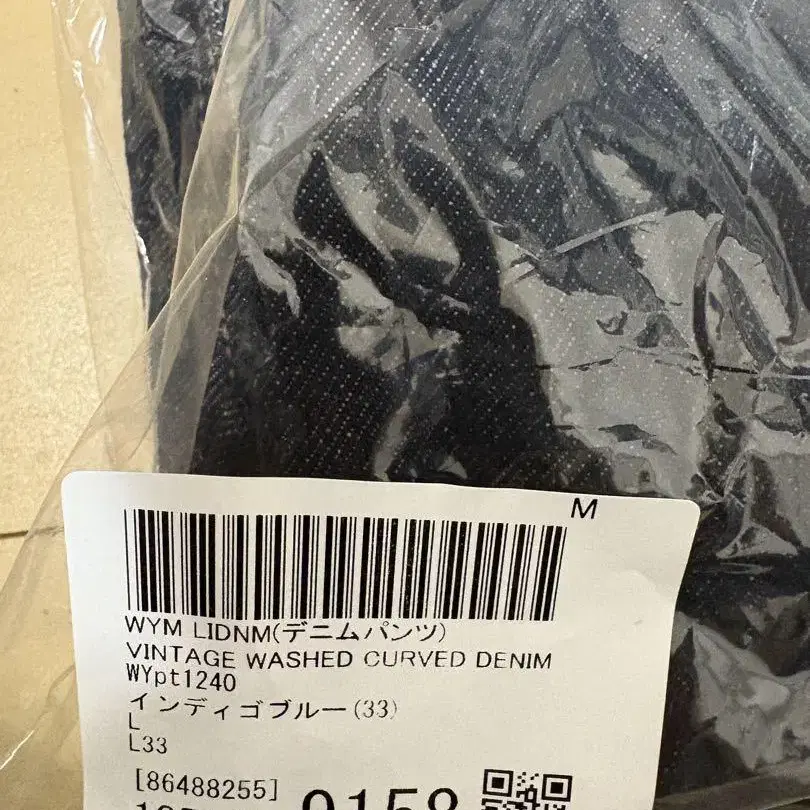 M
WYM LIDNM(デニムパンツ)
VINTAGE WASHED CURVED DENIM
WYpt1240
インディゴブルー(33)
L
L33
[86488255]
9158